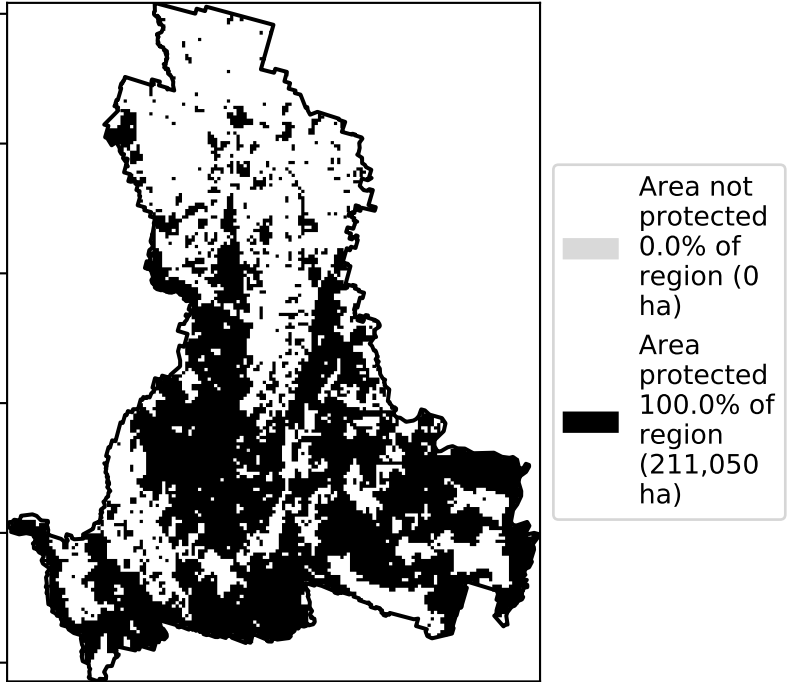 Area not
protected
0.0% of
region (0
ha)
Area
protected
100.0% of
region
(211,050
ha)